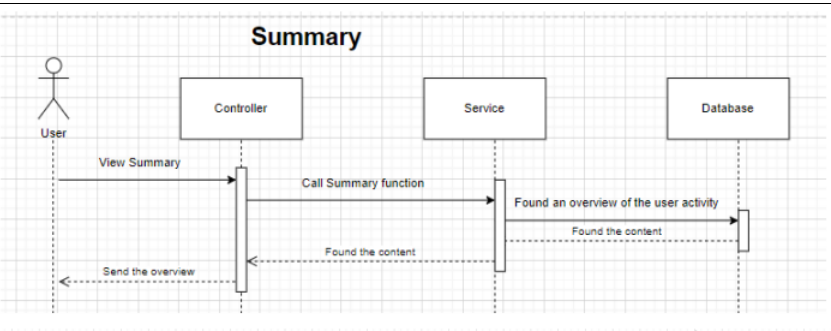 Summary
Controller
Service
Database
User
View Summary
Call Summary function
Found an overview of the user activity
Found the content
Found the content
Send the overview